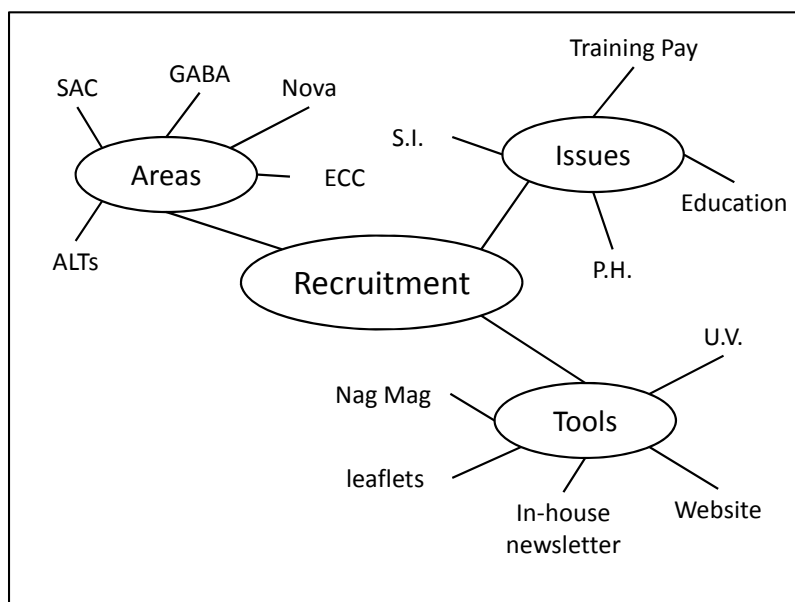 Training Pay
GABA
SAC
Nova
S.I.
Issues
Areas
ECC
Education
ALTs
P.H.
Recruitment
U.V.
Nag Mag
Tools
leaflets
In-house
newsletter
Website